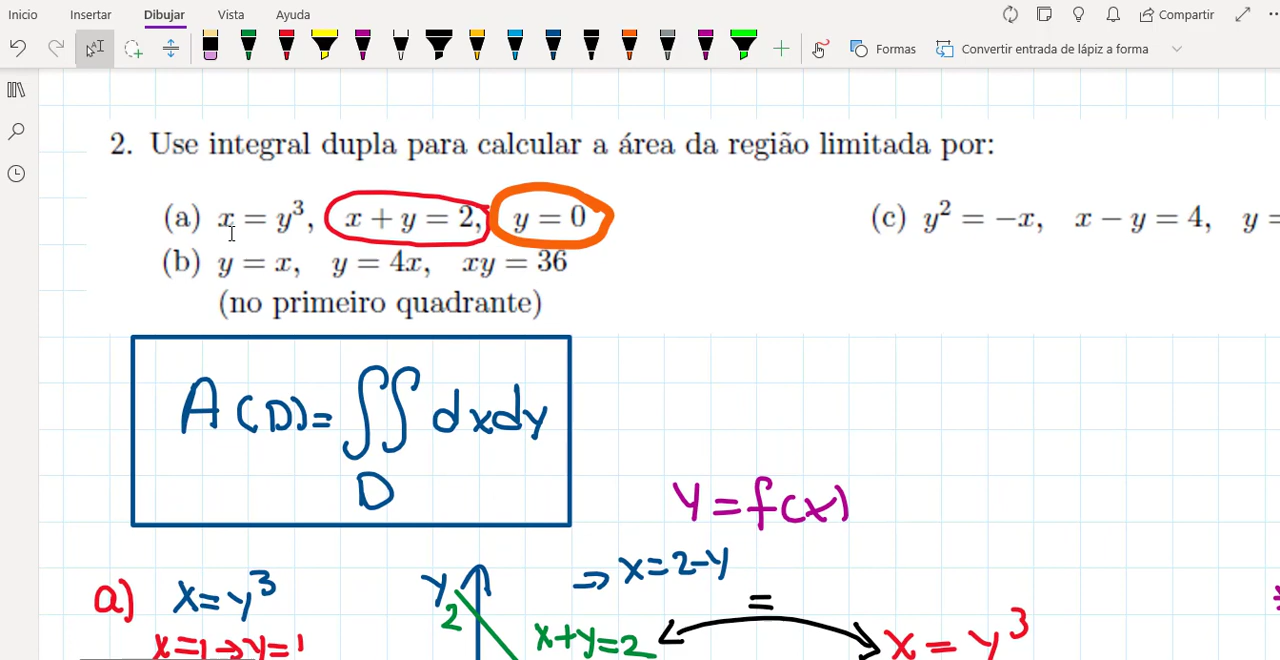 Inicio Insertar Dibujar Vista Ayuda Compartir
Formas Convertir entrada de lápiz a forma
2. Use integral dupla para calcular a área da região limitada por:
(a) x = y³, x + y = 2, y = 0
(c) y² = −x, x − y = 4, y =
(b) y = x, y = 4x, xy = 36
(no primeiro quadrante)
A(D)=∬ dxdy
D
y=f(x)
⇒ x=2-y
a) x=y³
y
2
=
x=1→y=1
x+y=2
x = y³